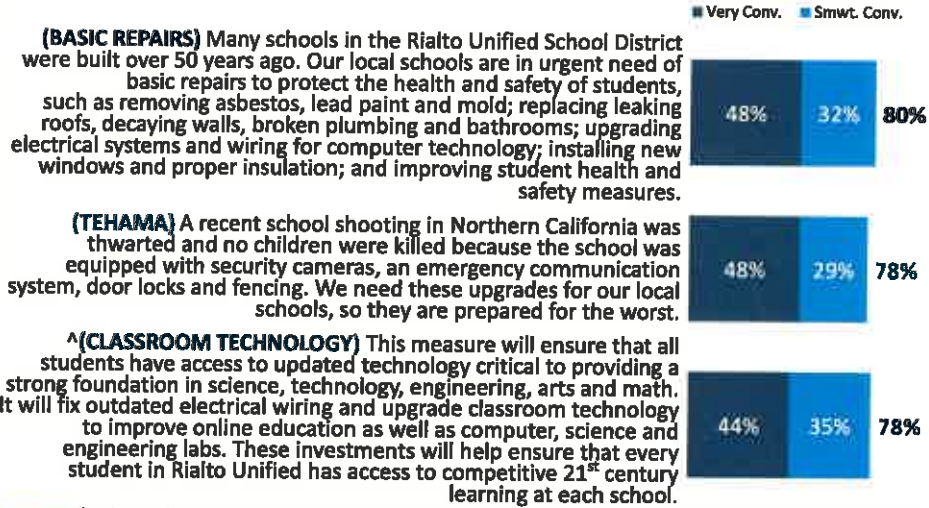 Very Conv. Smwt. Conv.
(BASIC REPAIRS) Many schools in the Rialto Unified School District
were built over 50 years ago. Our local schools are in urgent need of
basic repairs to protect the health and safety of students,
such as removing asbestos, lead paint and mold; replacing leaking
roofs, decaying walls, broken plumbing and bathrooms; upgrading
electrical systems and wiring for computer technology; installing new
windows and proper insulation; and improving student health and
safety measures.
48% 32% 80%
(TEHAMA) A recent school shooting in Northern California was
thwarted and no children were killed because the school was
equipped with security cameras, an emergency communication
system, door locks and fencing. We need these upgrades for our local
schools, so they are prepared for the worst.
48% 29% 78%
^(CLASSROOM TECHNOLOGY) This measure will ensure that all
students have access to updated technology critical to providing a
strong foundation in science, technology, engineering, arts and math.
It will fix outdated electrical wiring and upgrade classroom technology
to improve online education as well as computer, science and
engineering labs. These investments will help ensure that every
student in Rialto Unified has access to competitive 21st century
learning at each school.
44% 35% 78%